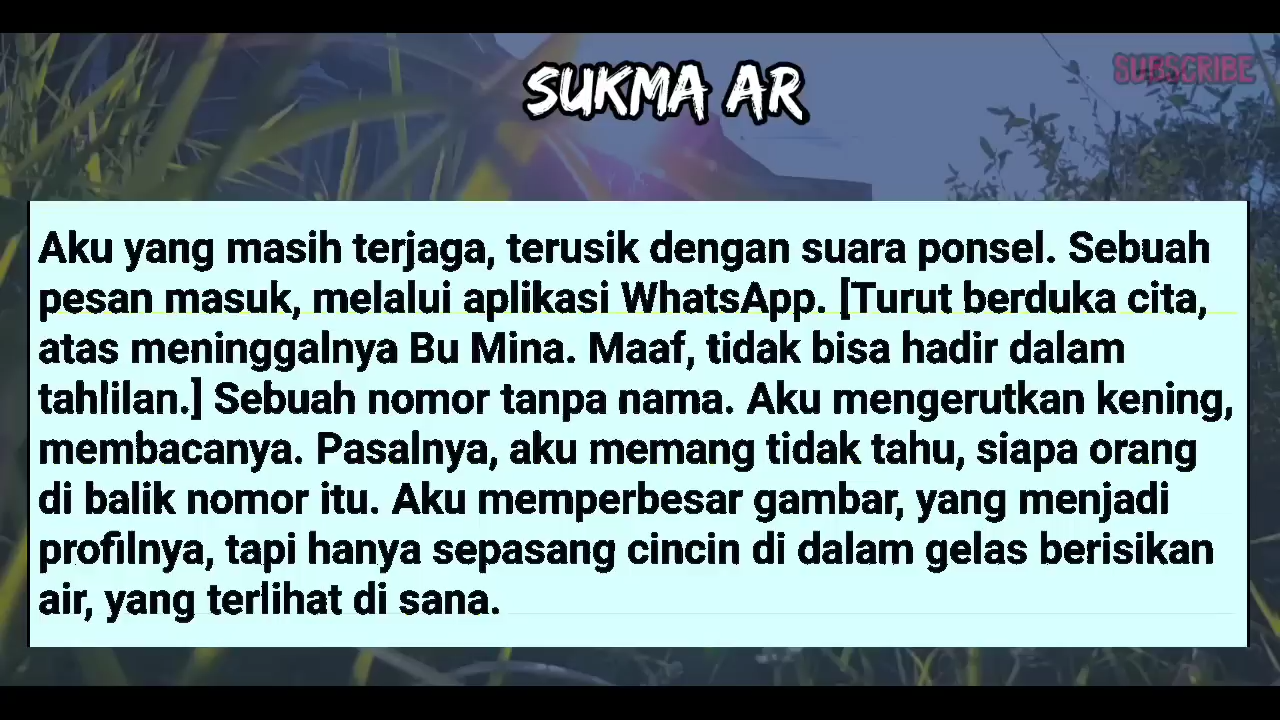 SUKMA AR
SUBSCRIBE
Aku yang masih terjaga, terusik dengan suara ponsel. Sebuah
pesan masuk, melalui aplikasi WhatsApp. [Turut berduka cita,
atas meninggalnya Bu Mina. Maaf, tidak bisa hadir dalam
tahlilan.] Sebuah nomor tanpa nama. Aku mengerutkan kening,
membacanya. Pasalnya, aku memang tidak tahu, siapa orang
di balik nomor itu. Aku memperbesar gambar, yang menjadi
profilnya, tapi hanya sepasang cincin di dalam gelas berisikan
air, yang terlihat di sana.